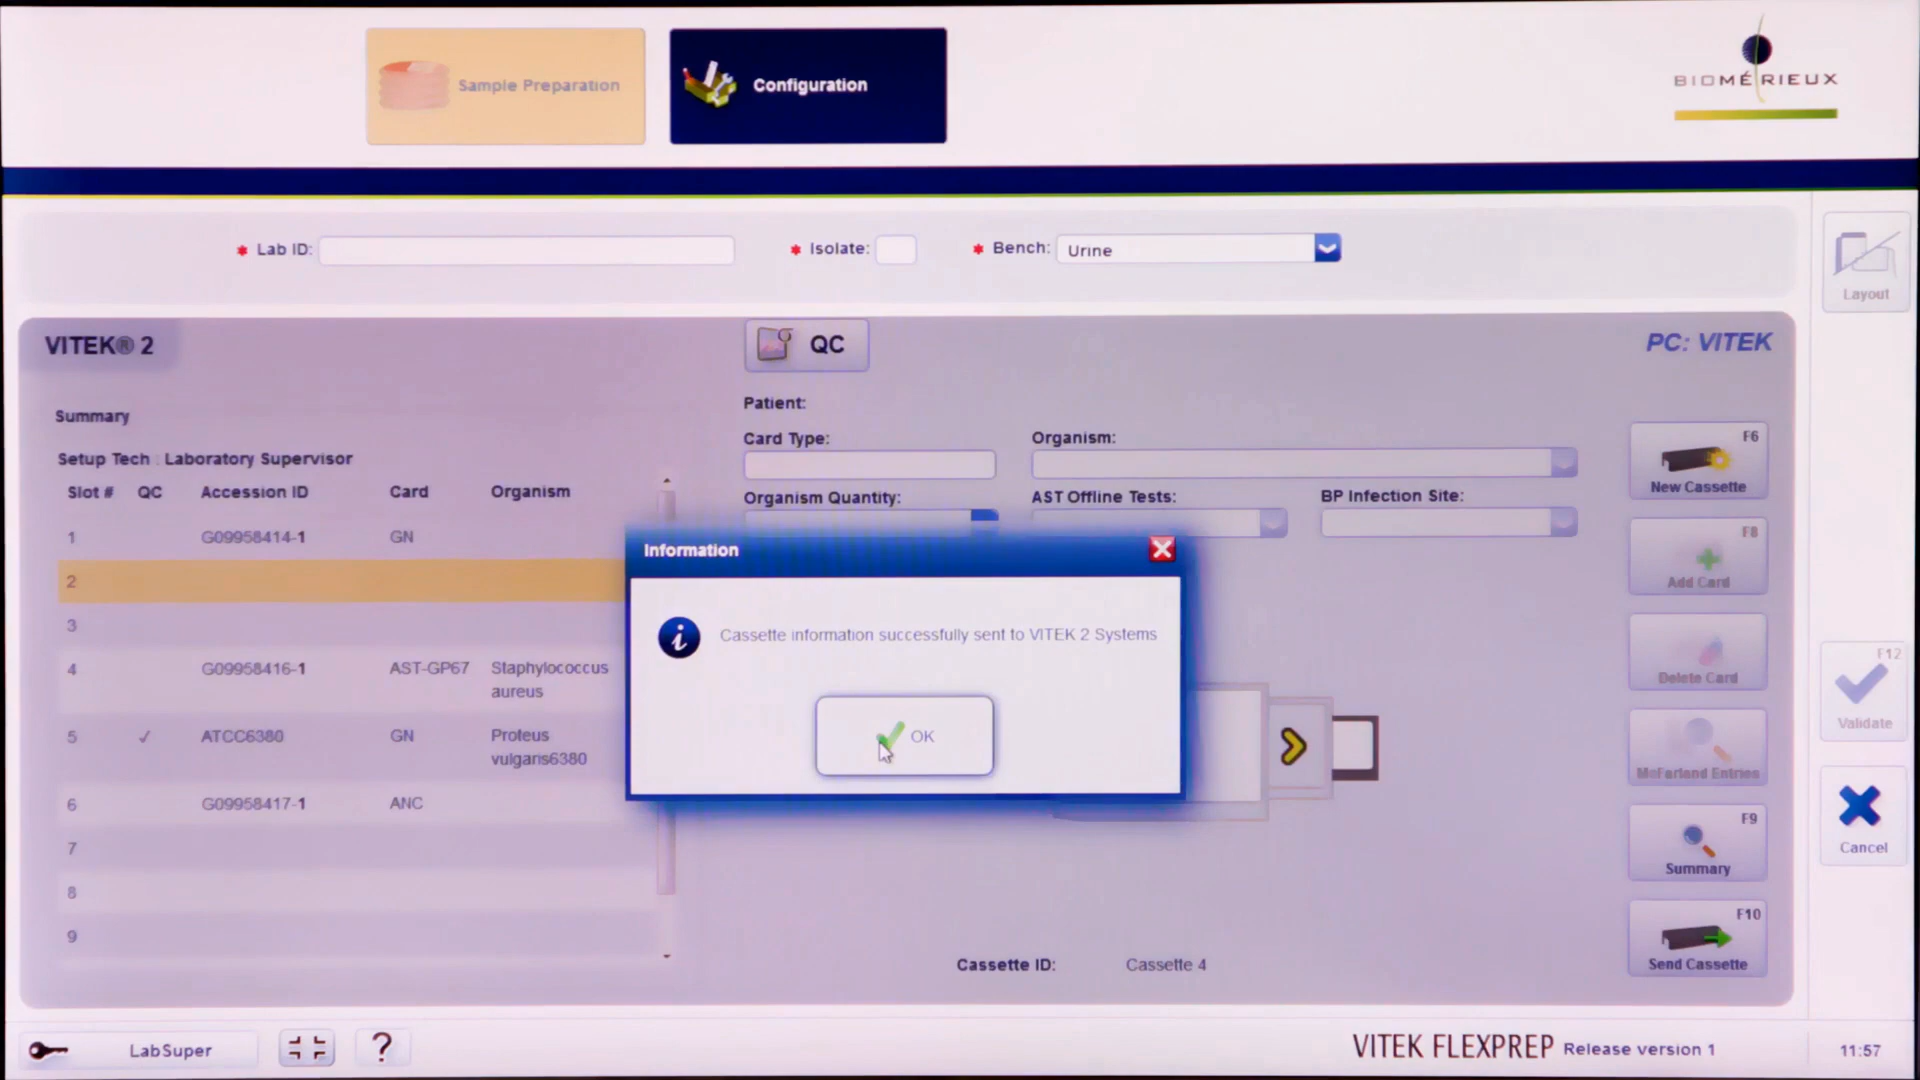 Sample Preparation
Configuration
BIOMÉRIEUX
* Lab ID:
* Isolate:
* Bench: Urine
Layout
VITEK® 2
QC
PC: VITEK
Summary
Patient:
Card Type:
Organism:
Setup Tech : Laboratory Supervisor
Organism Quantity:
AST Offline Tests:
BP Infection Site:
Slot # QC Accession ID Card Organism
1 G09958414-1 GN
2
3
4 G09958416-1 AST-GP67 Staphylococcus
aureus
5 ✓ ATCC6380 GN Proteus
vulgaris6380
6 G09958417-1 ANC
7
8
9
Information
Cassette information successfully sent to VITEK 2 Systems
OK
F6
New Cassette
F8
Add Card
Delete Card
McFarland Entries
F9
Summary
F10
Send Cassette
F12
Validate
Cancel
Cassette ID: Cassette 4
LabSuper
?
VITEK FLEXPREP Release version 1
11:57